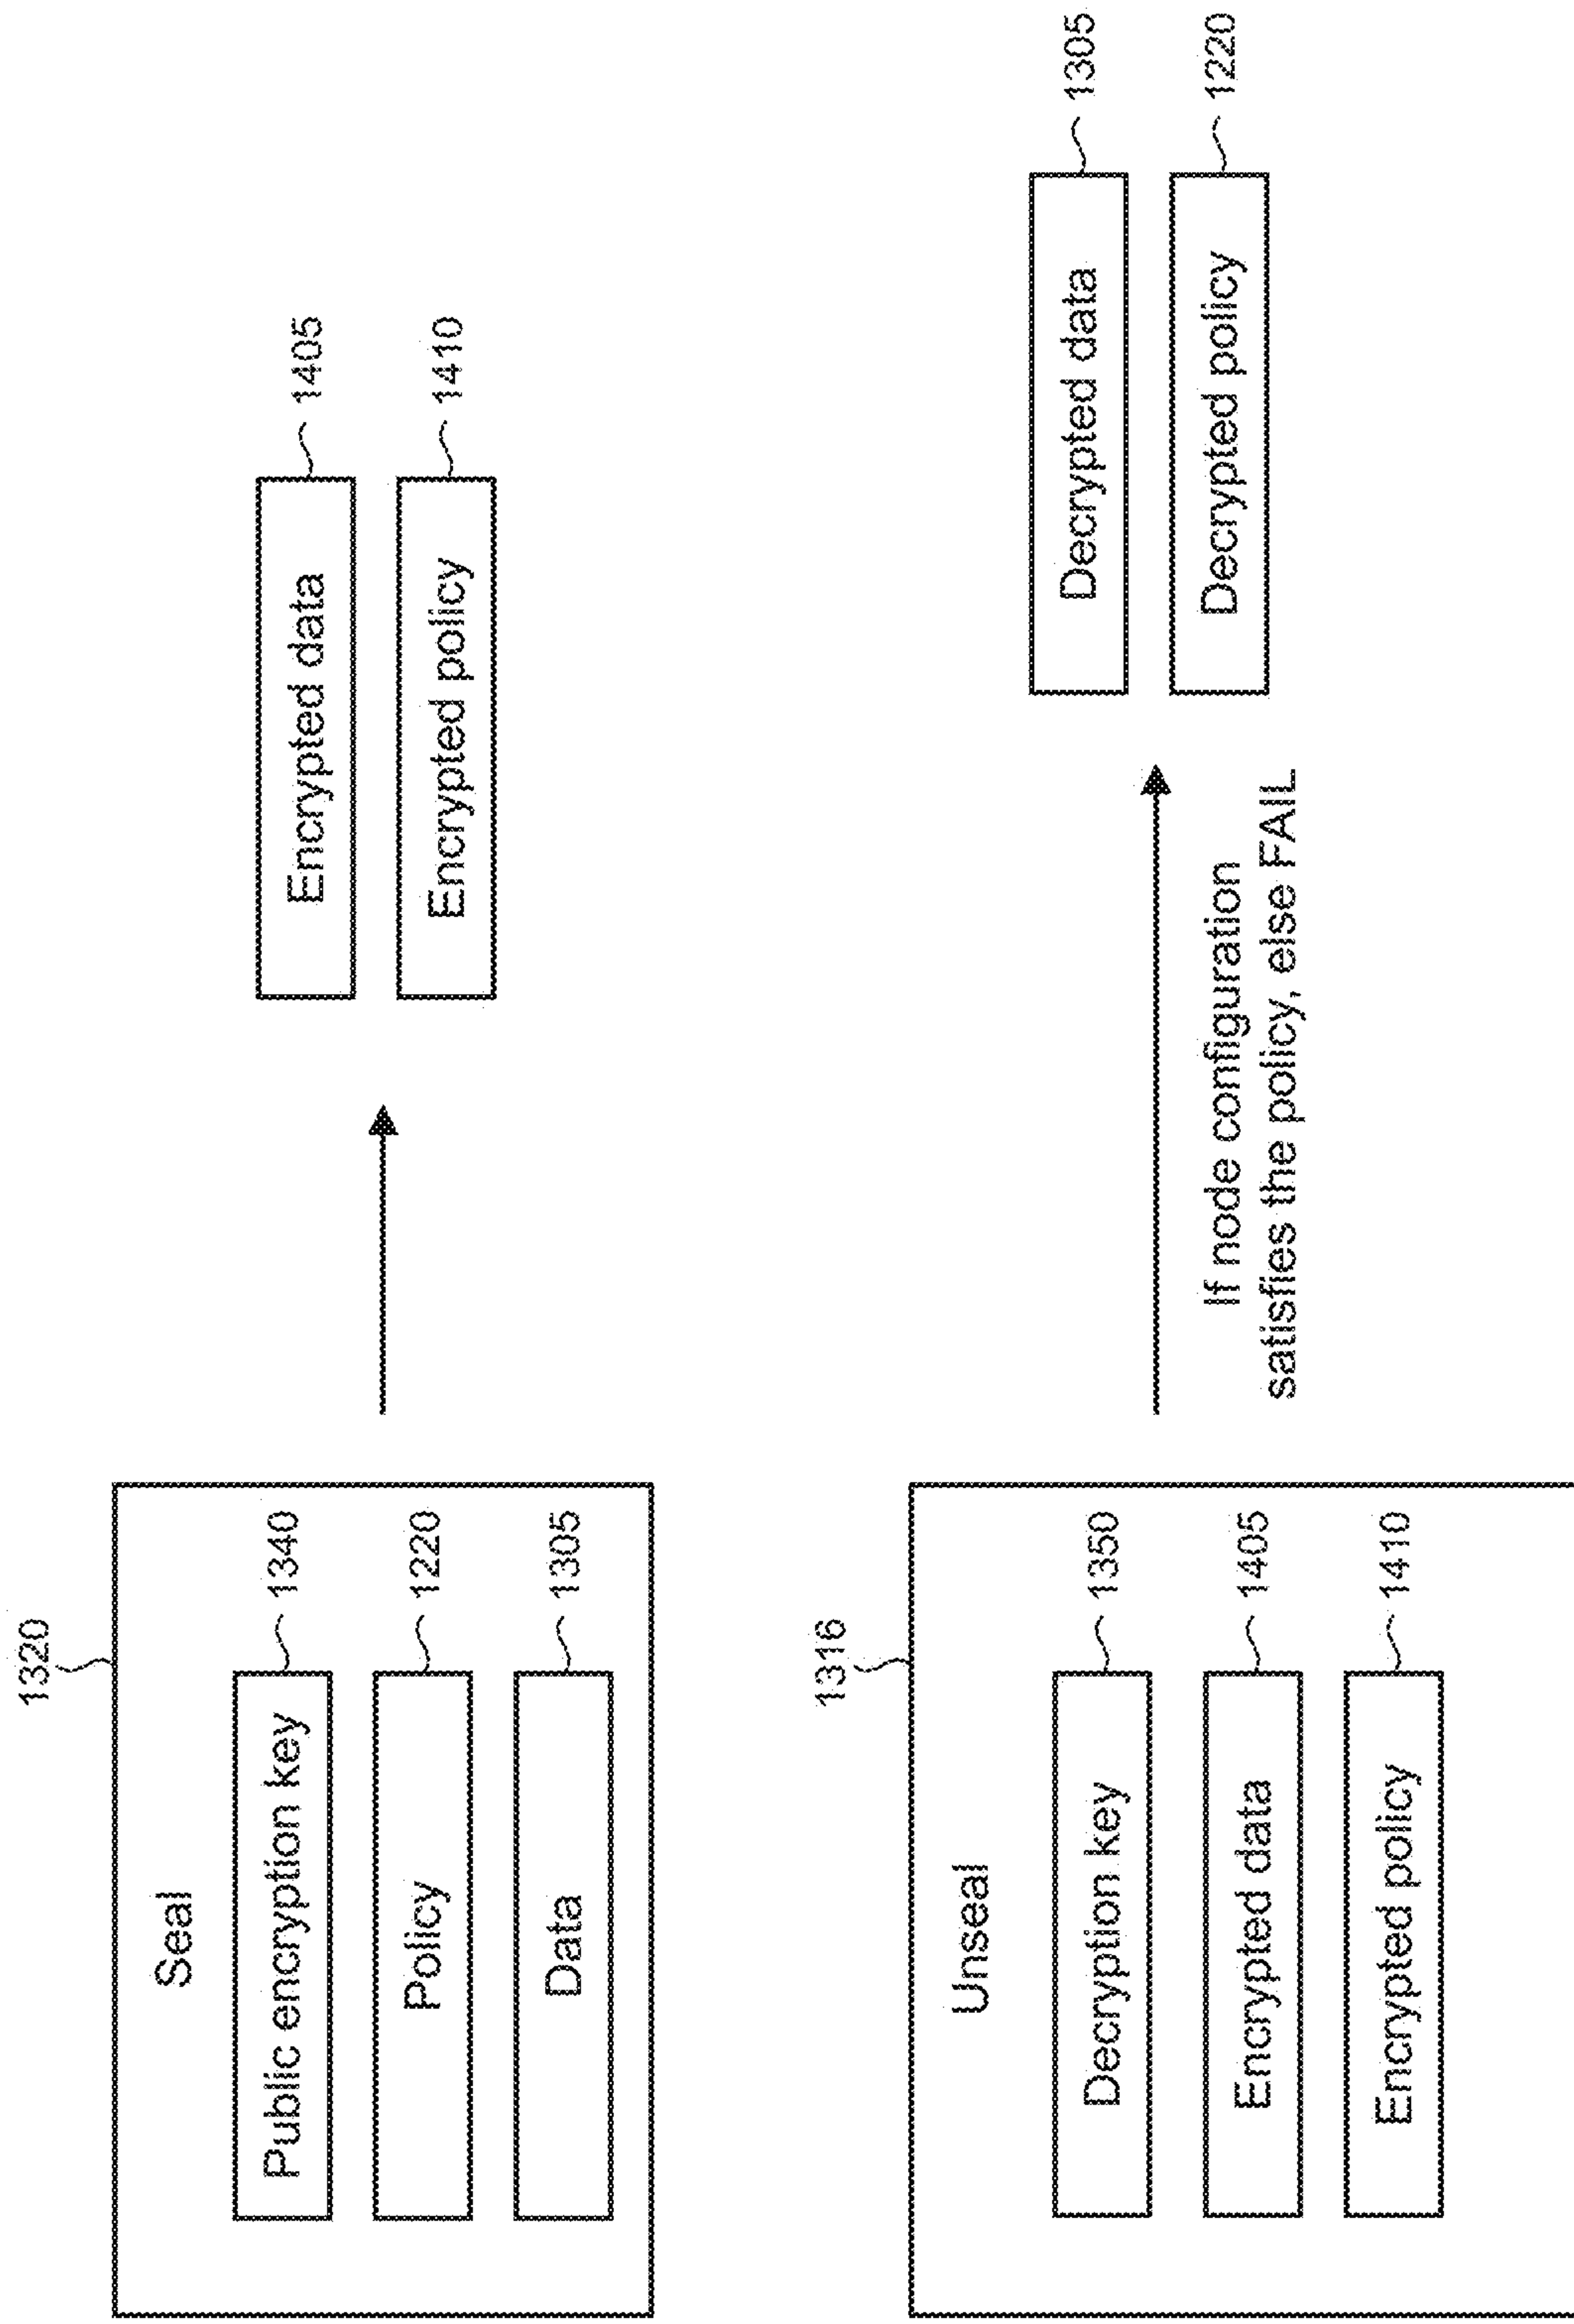 1320
Seal
Public encryption key
1340
Policy
1220
Data
1305
Encrypted data
1405
Encrypted policy
1410
1316
Unseal
Decryption key
1350
Encrypted data
1405
Encrypted policy
1410
If node configuration
satisfies the policy, else FAIL
Decrypted data
1305
Decrypted policy
1220